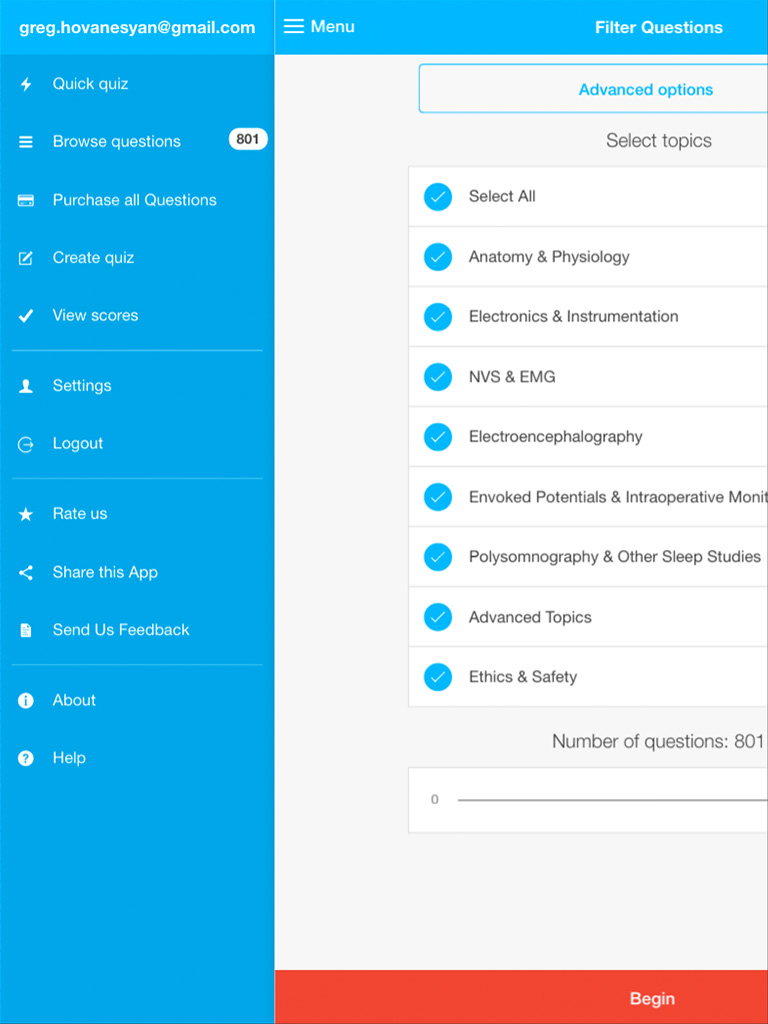 greg.hovanesyan@gmail.com
Quick quiz
Browse questions 801
Purchase all Questions
Create quiz
View scores
Settings
Logout
Rate us
Share this App
Send Us Feedback
About
Help
Menu
Filter Questions
Advanced options
Select topics
Select All
Anatomy & Physiology
Electronics & Instrumentation
NVS & EMG
Electroencephalography
Envoked Potentials & Intraoperative Monit
Polysomnography & Other Sleep Studies
Advanced Topics
Ethics & Safety
Number of questions: 801
0
Begin